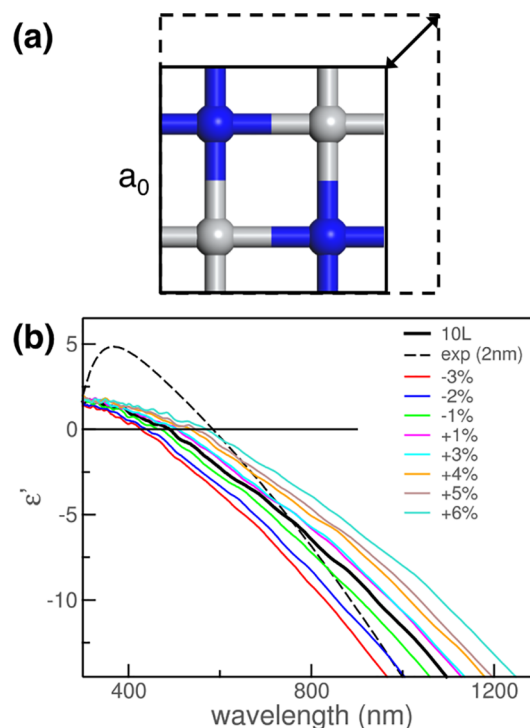 (a)
a0
(b)
10L
exp (2nm)
-3%
-2%
-1%
+1%
+3%
+4%
+5%
+6%
5
0
-5
-10
ε'
400
800
1200
wavelength (nm)